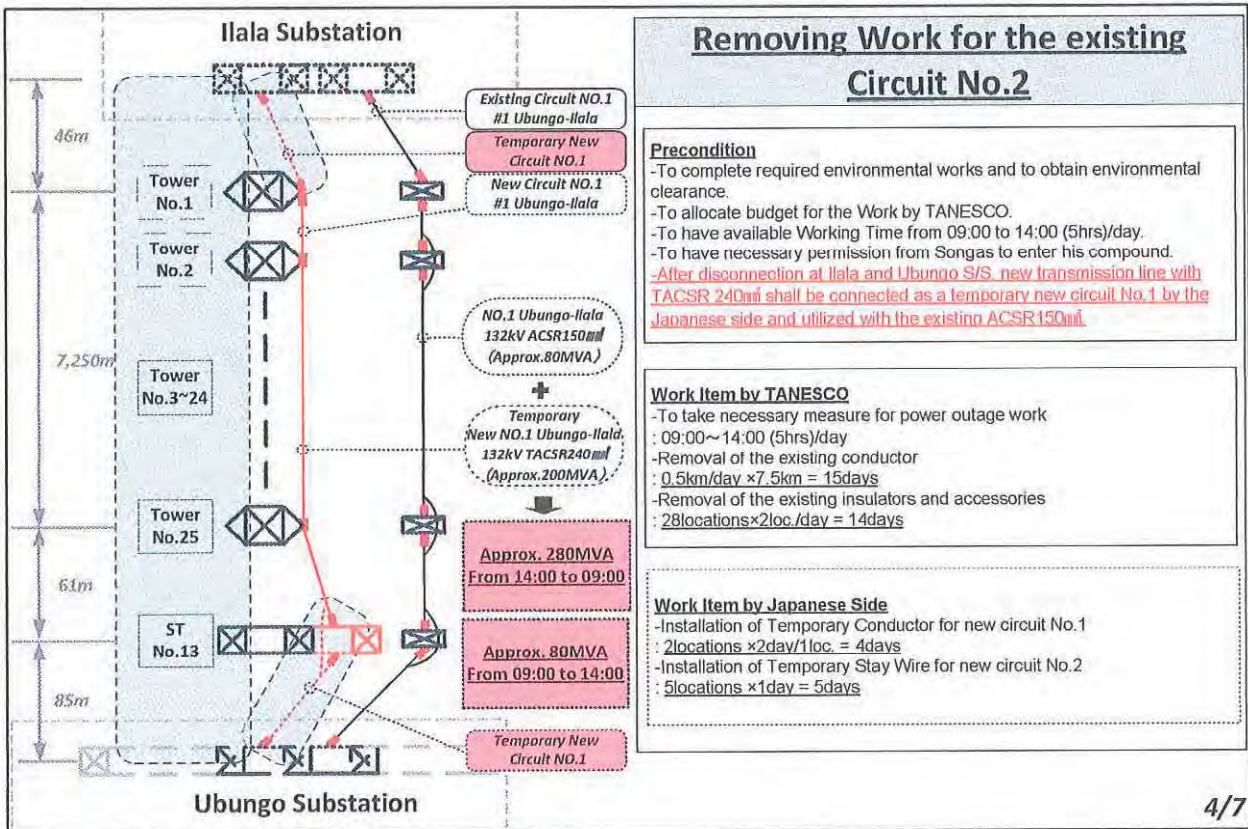 Ilala Substation
46m
7,250m
61m
85m
Tower
No.1
Tower
No.2
Tower
No.3~24
Tower
No.25
ST
No.13
Existing Circuit NO.1
#1 Ubungo-Ilala
Temporary New
Circuit NO.1
New Circuit NO.1
#1 Ubungo-Ilala
NO.1 Ubungo-Ilala
132kV ACSR150㎟
(Approx.80MVA)
+
Temporary
New NO.1 Ubungo-Ilala
132kV TACSR240㎟
(Approx.200MVA)
Approx. 280MVA
From 14:00 to 09:00
Approx. 80MVA
From 09:00 to 14:00
Temporary New
Circuit NO.1
Ubungo Substation
Removing Work for the existing
Circuit No.2
Precondition
-To complete required environmental works and to obtain environmental
clearance.
-To allocate budget for the Work by TANESCO.
-To have available Working Time from 09:00 to 14:00 (5hrs)/day.
-To have necessary permission from Songas to enter his compound.
-After disconnection at Ilala and Ubungo S/S, new transmission line with
TACSR 240㎟ shall be connected as a temporary new circuit No.1 by the
Japanese side and utilized with the existing ACSR150㎟.
Work Item by TANESCO
-To take necessary measure for power outage work
: 09:00～14:00 (5hrs)/day
-Removal of the existing conductor
: 0.5km/day ×7.5km = 15days
-Removal of the existing insulators and accessories
: 28locations×2loc./day = 14days
Work Item by Japanese Side
-Installation of Temporary Conductor for new circuit No.1
: 2locations ×2day/1loc. = 4days
-Installation of Temporary Stay Wire for new circuit No.2
: 5locations ×1day = 5days
4/7